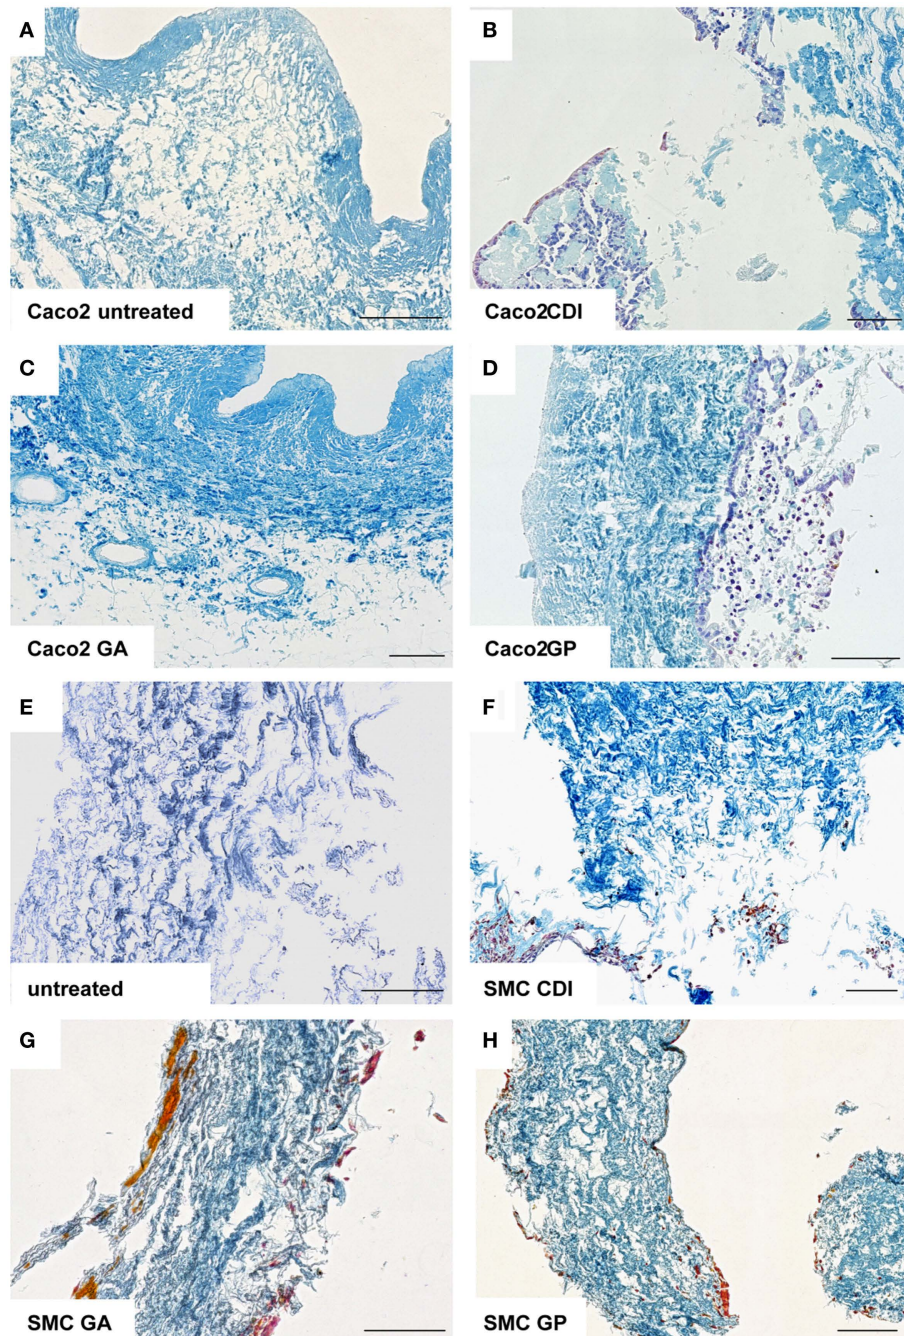 A
B
Caco2 untreated
Caco2CDI
C
D
Caco2 GA
Caco2GP
E
F
untreated
SMC CDI
G
H
SMC GA
SMC GP